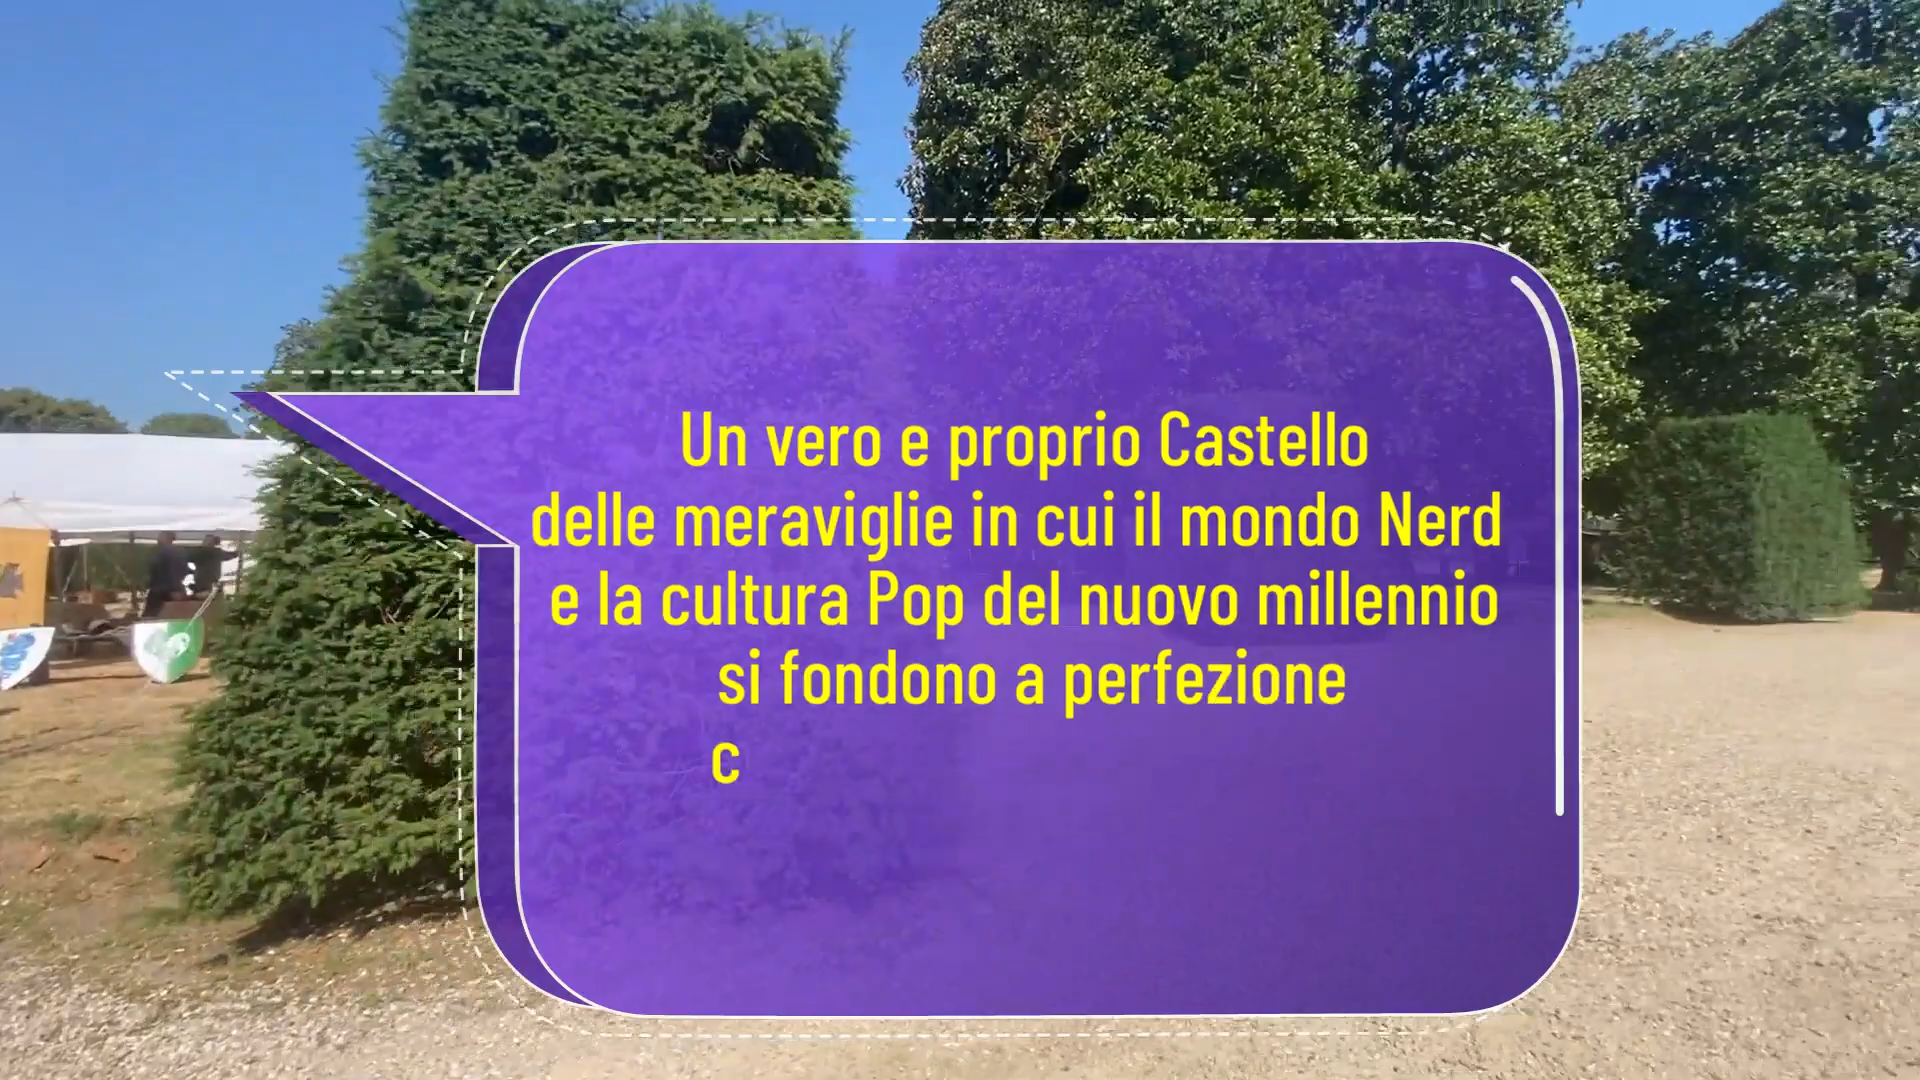 Un vero e proprio Castello
delle meraviglie in cui il mondo Nerd
e la cultura Pop del nuovo millennio
si fondono a perfezione
c